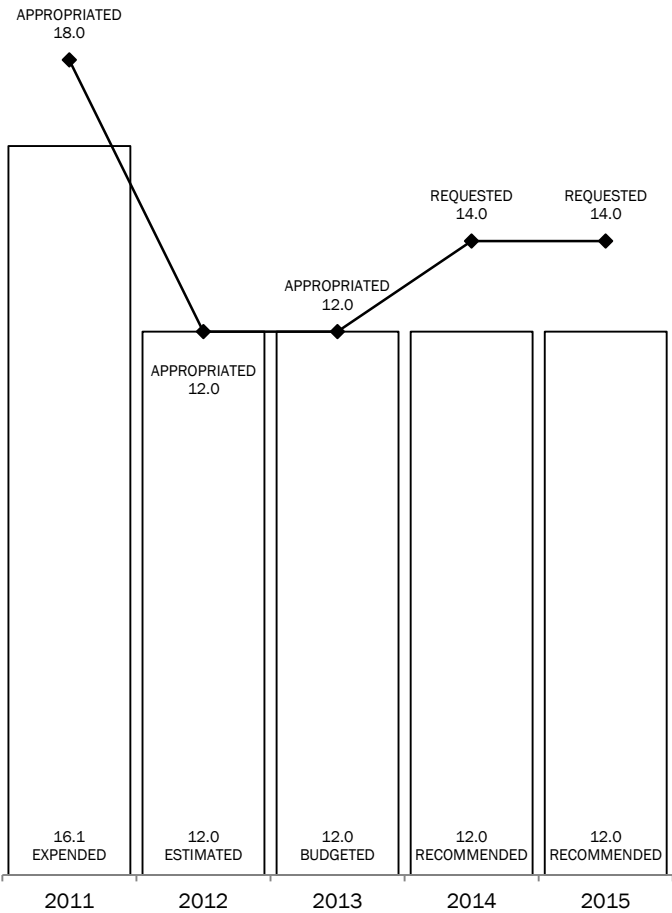 APPROPRIATED
18.0
REQUESTED
14.0
REQUESTED
14.0
APPROPRIATED
12.0
APPROPRIATED
12.0
16.1
EXPENDED
12.0
ESTIMATED
12.0
BUDGETED
12.0
RECOMMENDED
12.0
RECOMMENDED
2011
2012
2013
2014
2015